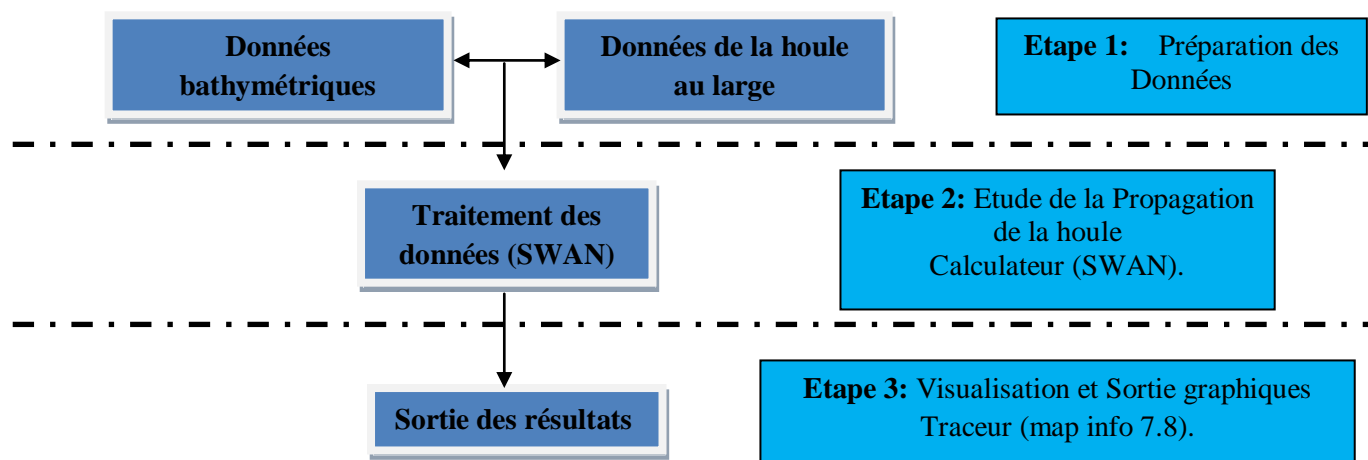 Données
bathymétriques
Données de la houle
au large
Etape 1: Préparation des
Données
Traitement des
données (SWAN)
Etape 2: Etude de la Propagation
de la houle
Calculateur (SWAN).
Sortie des résultats
Etape 3: Visualisation et Sortie graphiques
Traceur (map info 7.8).